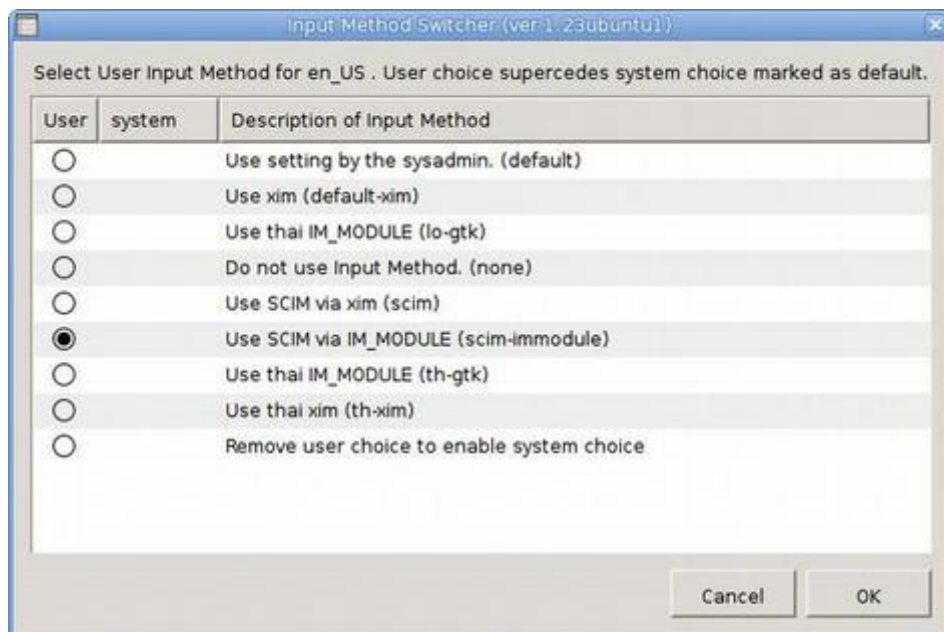 Input Method Switcher (ver 1.23ubuntu1)
Select User Input Method for en_US . User choice supercedes system choice marked as default.
User system Description of Input Method
Use setting by the sysadmin. (default)
Use xim (default-xim)
Use thai IM_MODULE (lo-gtk)
Do not use Input Method. (none)
Use SCIM via xim (scim)
Use SCIM via IM_MODULE (scim-immodule)
Use thai IM_MODULE (th-gtk)
Use thai xim (th-xim)
Remove user choice to enable system choice
Cancel OK